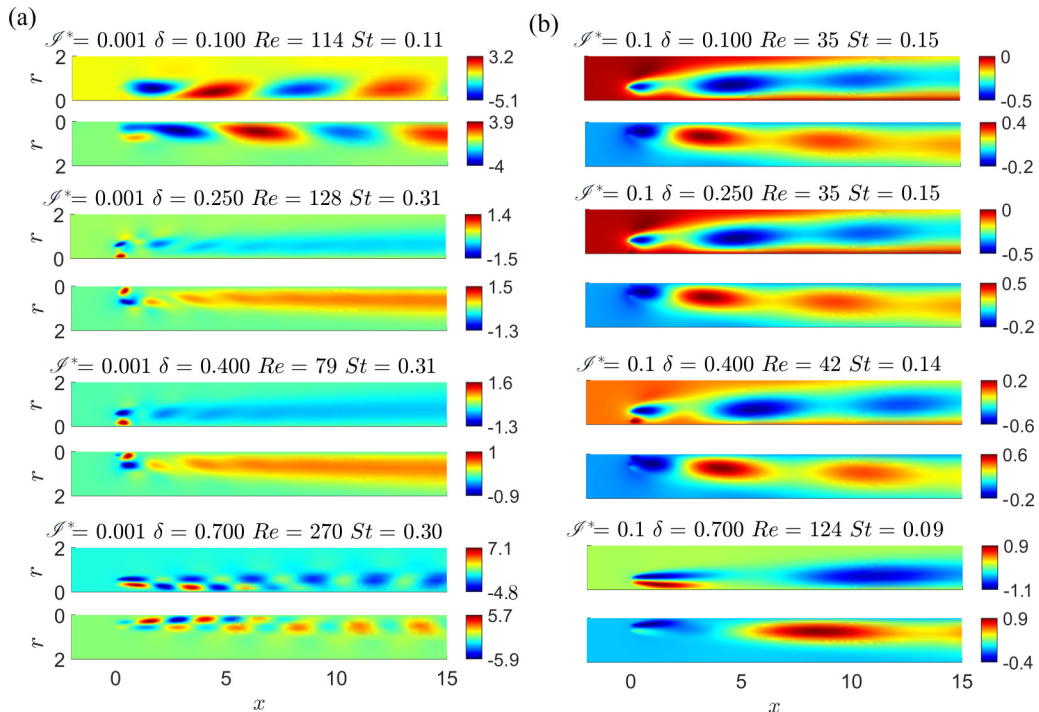 (a)
ℐ*= 0.001 δ = 0.100 Re = 114 St = 0.11
2
r
0
3.2
-5.1
0
r
2
3.9
-4
ℐ*= 0.001 δ = 0.250 Re = 128 St = 0.31
2
r
0
1.4
-1.5
0
r
2
1.5
-1.3
ℐ*= 0.001 δ = 0.400 Re = 79 St = 0.31
2
r
0
1.6
-1.3
0
r
2
1
-0.9
ℐ*= 0.001 δ = 0.700 Re = 270 St = 0.30
2
r
0
7.1
-4.8
0
r
2
5.7
-5.9
0 5 10 15
x
(b)
ℐ*= 0.1 δ = 0.100 Re = 35 St = 0.15
0
-0.5
0.4
-0.2
ℐ*= 0.1 δ = 0.250 Re = 35 St = 0.15
0
-0.5
0.5
-0.2
ℐ*= 0.1 δ = 0.400 Re = 42 St = 0.14
0.2
-0.6
0.6
-0.2
ℐ*= 0.1 δ = 0.700 Re = 124 St = 0.09
0.9
-1.1
0.9
-0.4
0 5 10 15
x